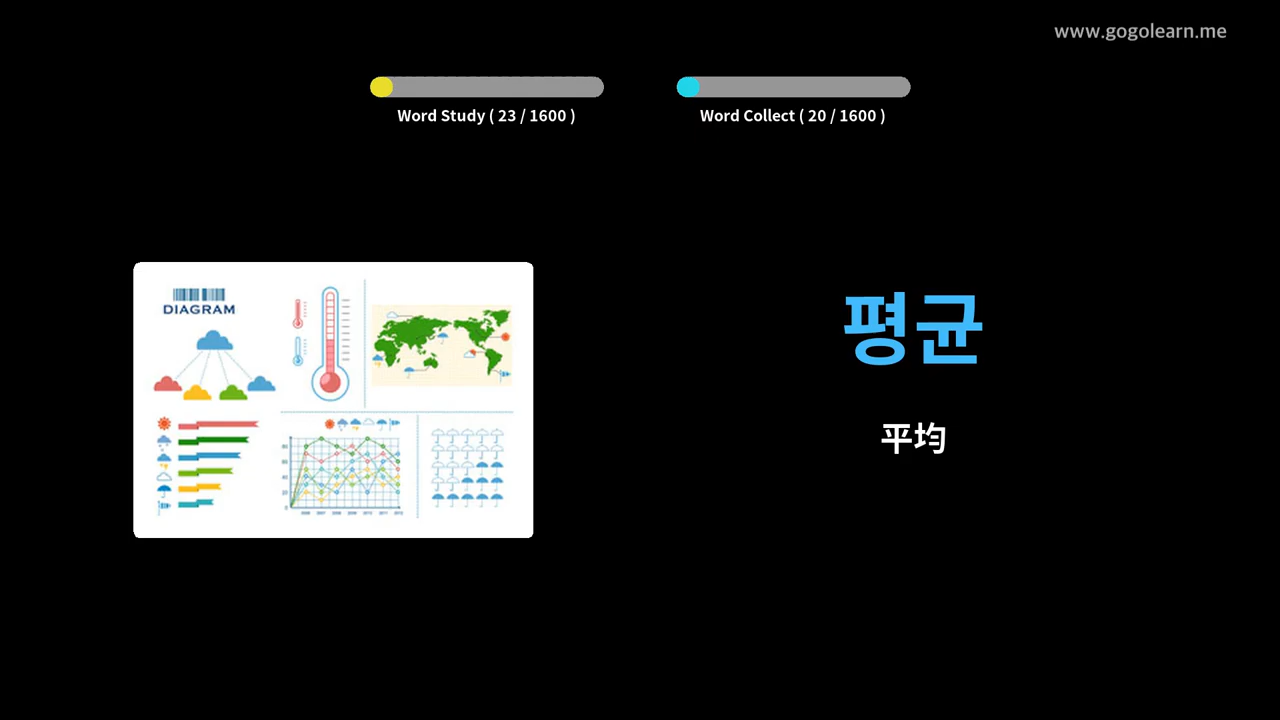 www.gogolearn.me
Word Study ( 23 / 1600 )
Word Collect ( 20 / 1600 )
DIAGRAM
평균
平均